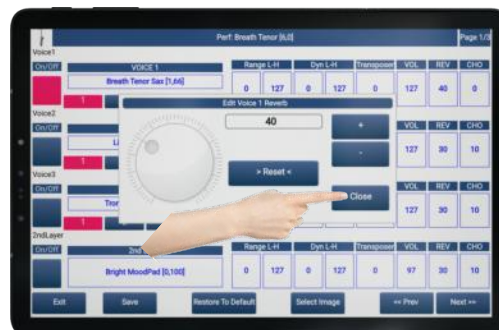 Perf: Breath Tenor [6,0]
Page 1/3
Voice1
On/Off VOICE 1 Range L-H Dyn L-H Transposer VOL REV CHO
Breath Tenor Sax [1,66] 0 127 0 127 0 127 40 0
1
Edit Voice 1 Reverb
40
+
-
> Reset <
Close
Voice2
On/Off VOL REV CHO
127 30 10
1
Voice3
On/Off VOL REV CHO
127 30 10
1
2ndLayer
On/Off Range L-H Dyn L-H Transposer VOL REV CHO
Bright MoodPad [0,100] 0 127 0 127 0 97 30 10
Exit Save Restore To Default Select Image << Prev Next >>